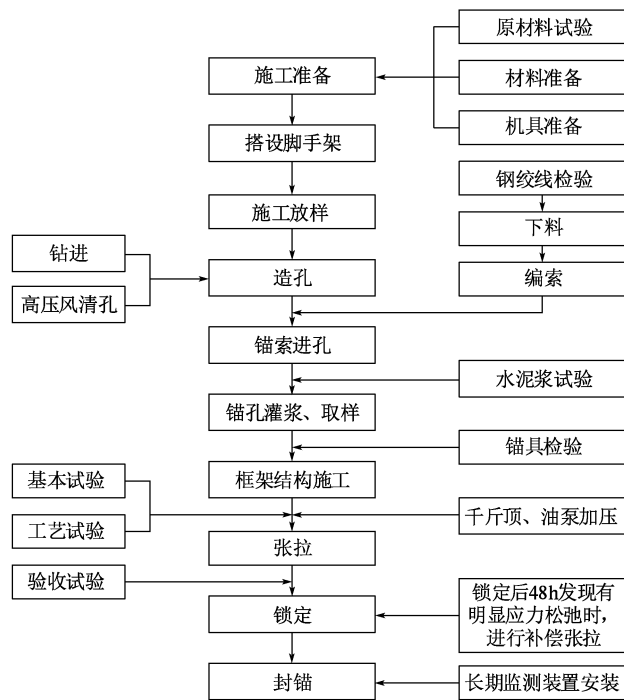 原材料试验
施工准备
材料准备
机具准备
搭设脚手架
钢绞线检验
施工放样
下料
钻进
造孔
编索
高压风清孔
锚索进孔
水泥浆试验
锚孔灌浆、取样
锚具检验
基本试验
框架结构施工
工艺试验
千斤顶、油泵加压
张拉
验收试验
锁定
锁定后48h发现有
明显应力松弛时,
进行补偿张拉
封锚
长期监测装置安装